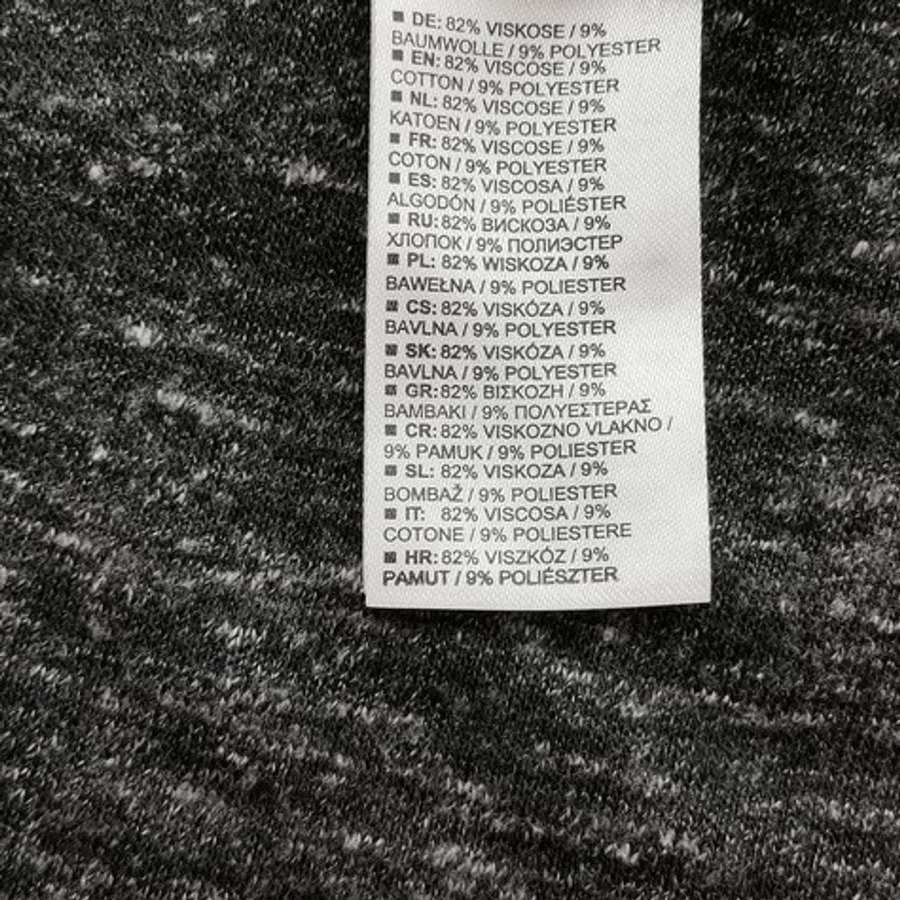 ■ DE: 82% VISKOSE / 9%
BAUMWOLLE / 9% POLYESTER
■ EN: 82% VISCOSE / 9%
COTTON / 9% POLYESTER
■ NL: 82% VISCOSE / 9%
KATOEN / 9% POLYESTER
■ FR: 82% VISCOSE / 9%
COTON / 9% POLYESTER
■ ES: 82% VISCOSA / 9%
ALGODÓN / 9% POLIÉSTER
■ RU: 82% ВИСКОЗА / 9%
ХЛОПОК / 9% ПОЛИЭСТЕР
■ PL: 82% WISKOZA / 9%
BAWEŁNA / 9% POLIESTER
■ CS: 82% VISKÓZA / 9%
BAVLNA / 9% POLYESTER
■ SK: 82% VISKÓZA / 9%
BAVLNA / 9% POLYESTER
■ GR: 82% ΒΙΣΚΟΖΗ / 9%
ΒΑΜΒΑΚΙ / 9% ΠΟΛΥΕΣΤΕΡΑΣ
■ CR: 82% VISKOZNO VLAKNO /
9% PAMUK / 9% POLIESTER
■ SL: 82% VISKOZA / 9%
BOMBAŽ / 9% POLIESTER
■ IT: 82% VISCOSA / 9%
COTONE / 9% POLIESTERE
■ HR: 82% VISZKÓZ / 9%
PAMUT / 9% POLIÉSZTER